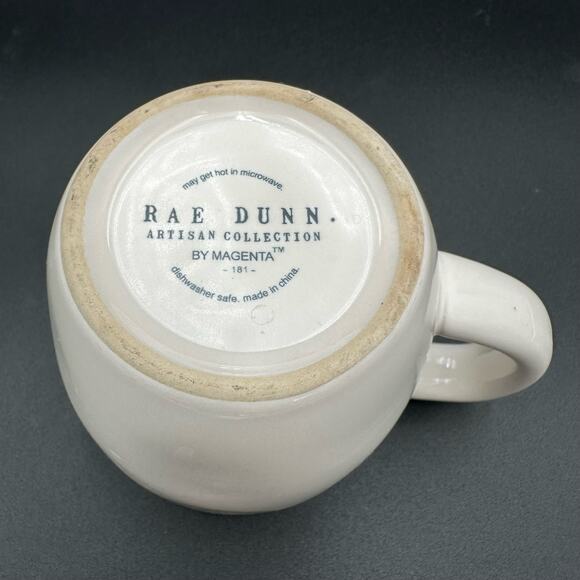 may get hot in microwave.
RAE DUNN.
ARTISAN COLLECTION
BY MAGENTA™
- 181 -
dishwasher safe. made in china.